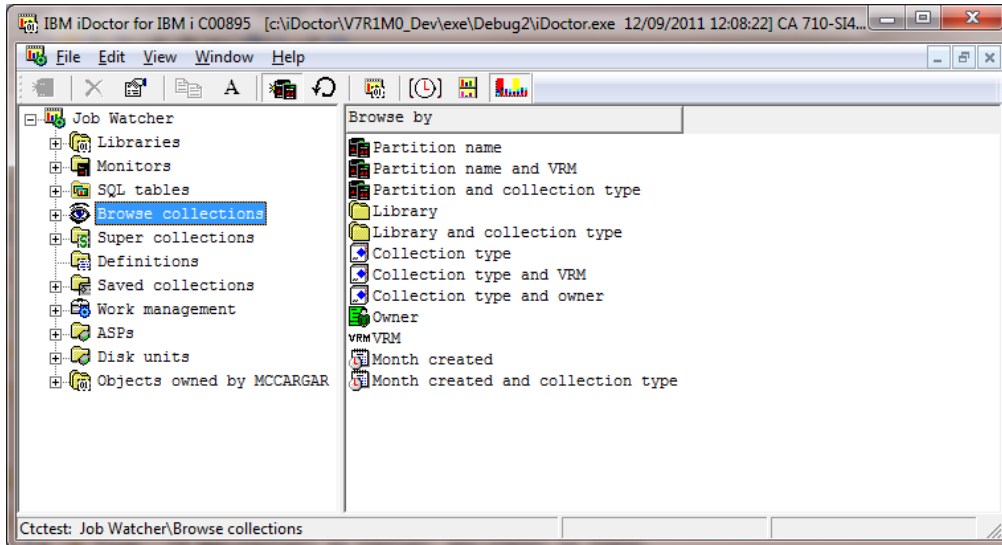 IBM iDoctor for IBM i C00895 [c:\iDoctor\V7R1M0_Dev\exe\Debug2\iDoctor.exe 12/09/2011 12:08:22] CA 710-SI4...
File Edit View Window Help
A
Job Watcher
Libraries
Monitors
SQL tables
Browse collections
Super collections
Definitions
Saved collections
Work management
ASPs
Disk units
Objects owned by MCCARGAR
Browse by
Partition name
Partition name and VRM
Partition and collection type
Library
Library and collection type
Collection type
Collection type and VRM
Collection type and owner
Owner
VRM VRM
Month created
Month created and collection type
Ctctest: Job Watcher\Browse collections